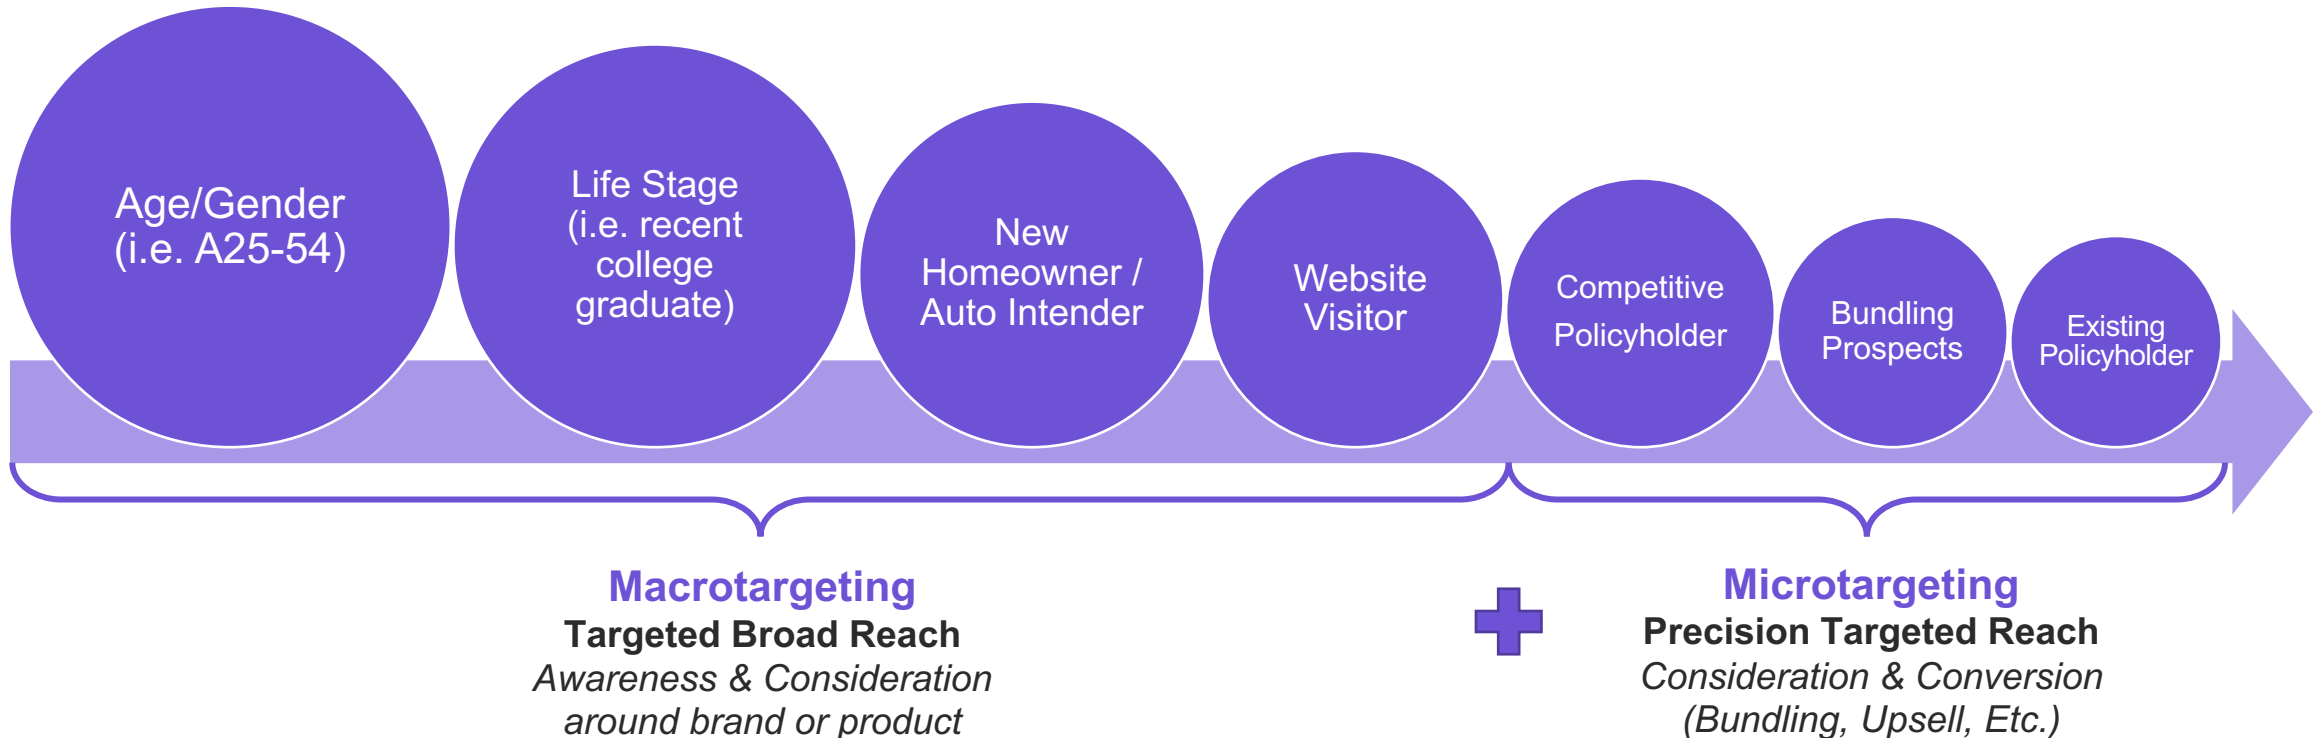 Age/Gender
(i.e. A25-54)
Life Stage
(i.e. recent
college
graduate)
New
Homeowner /
Auto Intender
Website
Visitor
Competitive
Policyholder
Bundling
Prospects
Existing
Policyholder
Macrotargeting
Targeted Broad Reach
Awareness & Consideration
around brand or product
Microtargeting
Precision Targeted Reach
Consideration & Conversion
(Bundling, Upsell, Etc.)